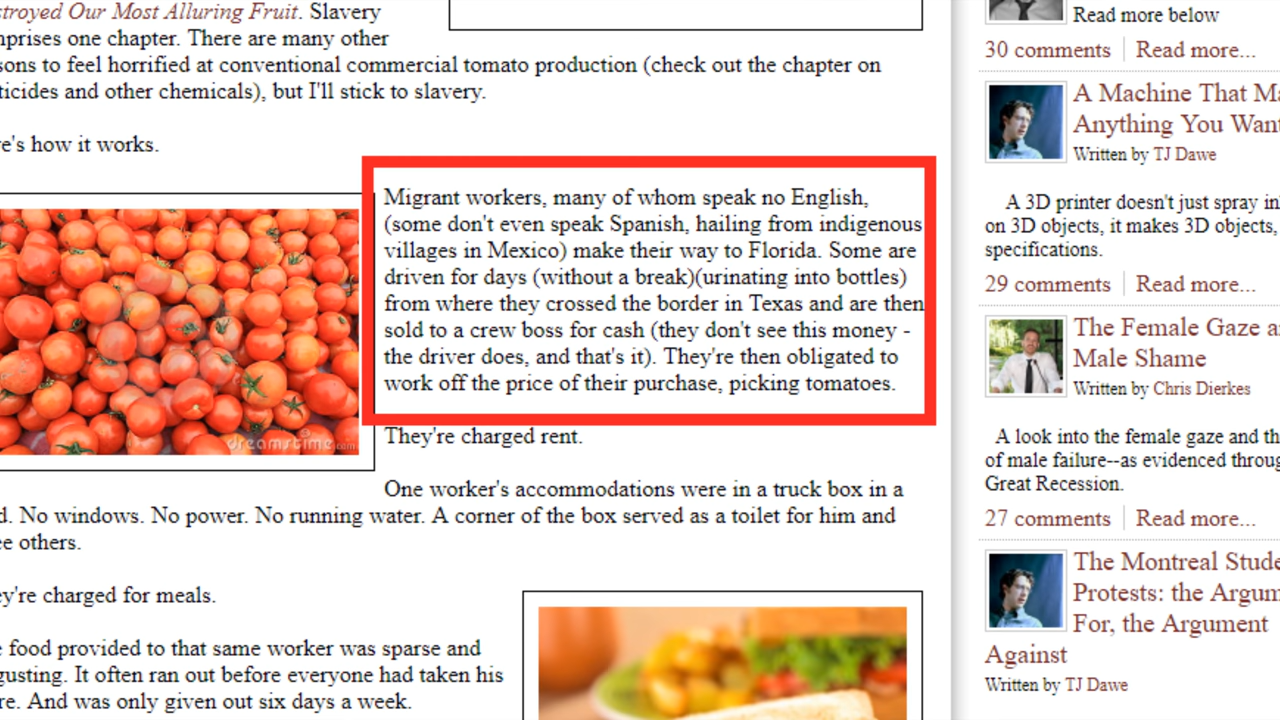 troyed Our Most Alluring Fruit. Slavery
prises one chapter. There are many other
sons to feel horrified at conventional commercial tomato production (check out the chapter on
ticides and other chemicals), but I'll stick to slavery.
e's how it works.
Migrant workers, many of whom speak no English,
(some don't even speak Spanish, hailing from indigenous
villages in Mexico) make their way to Florida. Some are
driven for days (without a break)(urinating into bottles)
from where they crossed the border in Texas and are then
sold to a crew boss for cash (they don't see this money -
the driver does, and that's it). They're then obligated to
work off the price of their purchase, picking tomatoes.
dreamstime.com
They're charged rent.
One worker's accommodations were in a truck box in a
d. No windows. No power. No running water. A corner of the box served as a toilet for him and
ee others.
ey're charged for meals.
e food provided to that same worker was sparse and
gusting. It often ran out before everyone had taken his
re. And was only given out six days a week.
Read more below
30 comments Read more...
A Machine That Ma
Anything You Want
Written by TJ Dawe
A 3D printer doesn't just spray in
on 3D objects, it makes 3D objects,
specifications.
29 comments Read more...
The Female Gaze a
Male Shame
Written by Chris Dierkes
A look into the female gaze and th
of male failure--as evidenced throug
Great Recession.
27 comments Read more...
The Montreal Stude
Protests: the Argum
For, the Argument
Against
Written by TJ Dawe